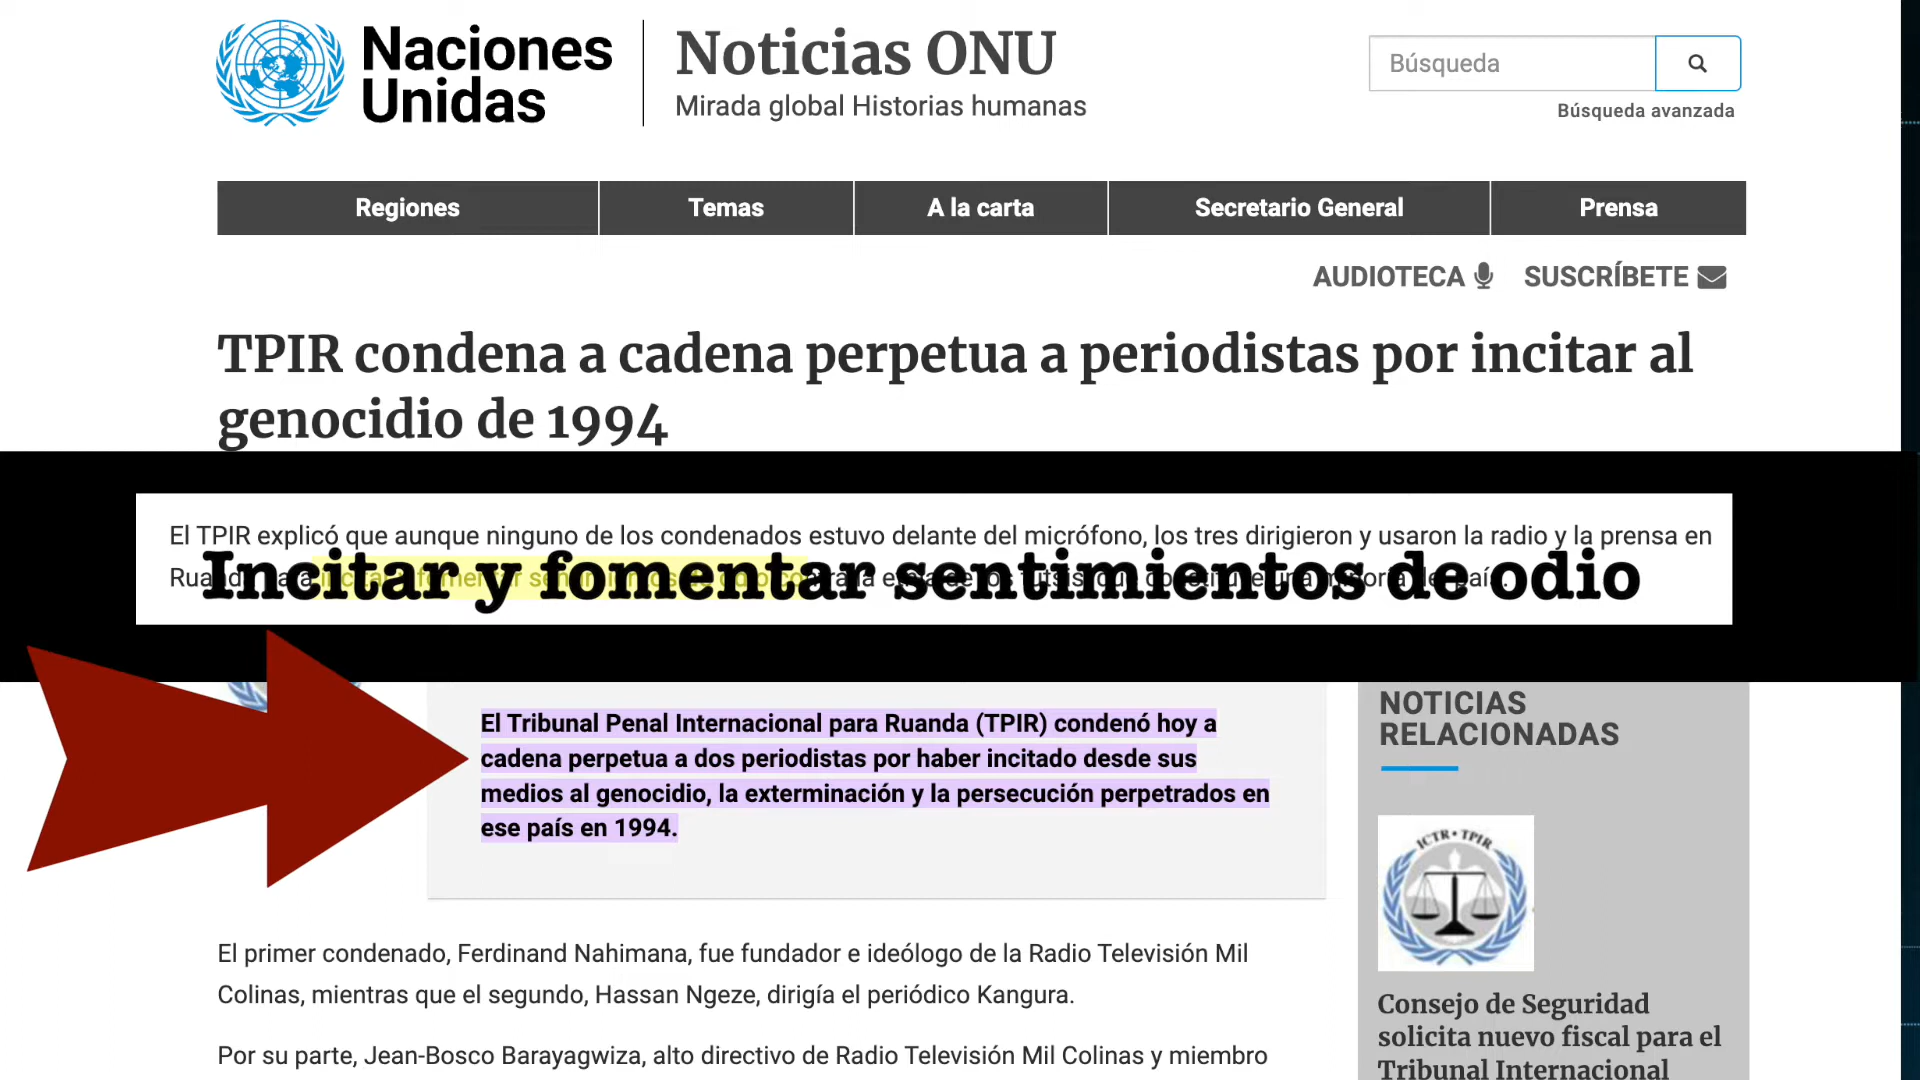 Naciones
Unidas
Noticias ONU
Mirada global Historias humanas
Búsqueda
Búsqueda avanzada
Regiones
Temas
A la carta
Secretario General
Prensa
AUDIOTECA
SUSCRÍBETE
TPIR condena a cadena perpetua a periodistas por incitar al
genocidio de 1994
El TPIR explicó que aunque ninguno de los condenados estuvo delante del micrófono, los tres dirigieron y usaron la radio y la prensa en
Incitar y fomentar sentimientos de odio
El Tribunal Penal Internacional para Ruanda (TPIR) condenó hoy a
cadena perpetua a dos periodistas por haber incitado desde sus
medios al genocidio, la exterminación y la persecución perpetrados en
ese país en 1994.
NOTICIAS
RELACIONADAS
ICTR • TPIR
Consejo de Seguridad
solicita nuevo fiscal para el
Tribunal Internacional
El primer condenado, Ferdinand Nahimana, fue fundador e ideólogo de la Radio Televisión Mil
Colinas, mientras que el segundo, Hassan Ngeze, dirigía el periódico Kangura.
Por su parte, Jean-Bosco Barayagwiza, alto directivo de Radio Televisión Mil Colinas y miembro